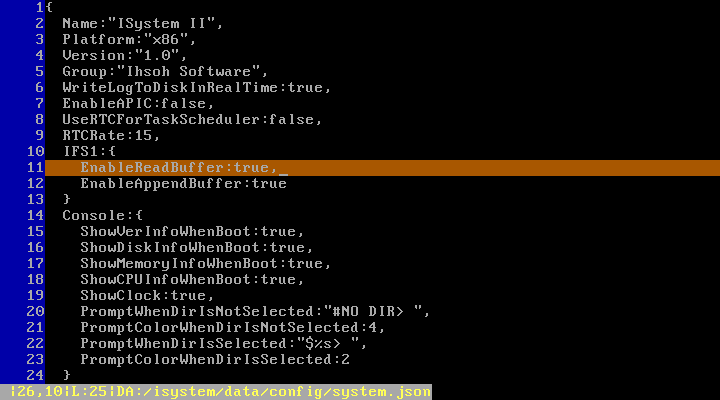 1{
2  Name:"ISystem II",
3  Platform:"x86",
4  Version:"1.0",
5  Group:"Ihsoh Software",
6  WriteLogToDiskInRealTime:true,
7  EnableAPIC:false,
8  UseRTCForTaskScheduler:false,
9  RTCRate:15,
10  IFS1:{
11    EnableReadBuffer:true,_
12    EnableAppendBuffer:true
13  }
14  Console:{
15    ShowVerInfoWhenBoot:true,
16    ShowDiskInfoWhenBoot:true,
17    ShowMemoryInfoWhenBoot:true,
18    ShowCPUInfoWhenBoot:true,
19    ShowClock:true,
20    PromptWhenDirIsNotSelected:"#NO DIR> ",
21    PromptColorWhenDirIsNotSelected:4,
22    PromptWhenDirIsSelected:"$%s> ",
23    PromptColorWhenDirIsSelected:2
24  }
|26,10|L:25|DA:/isystem/data/config/system.json